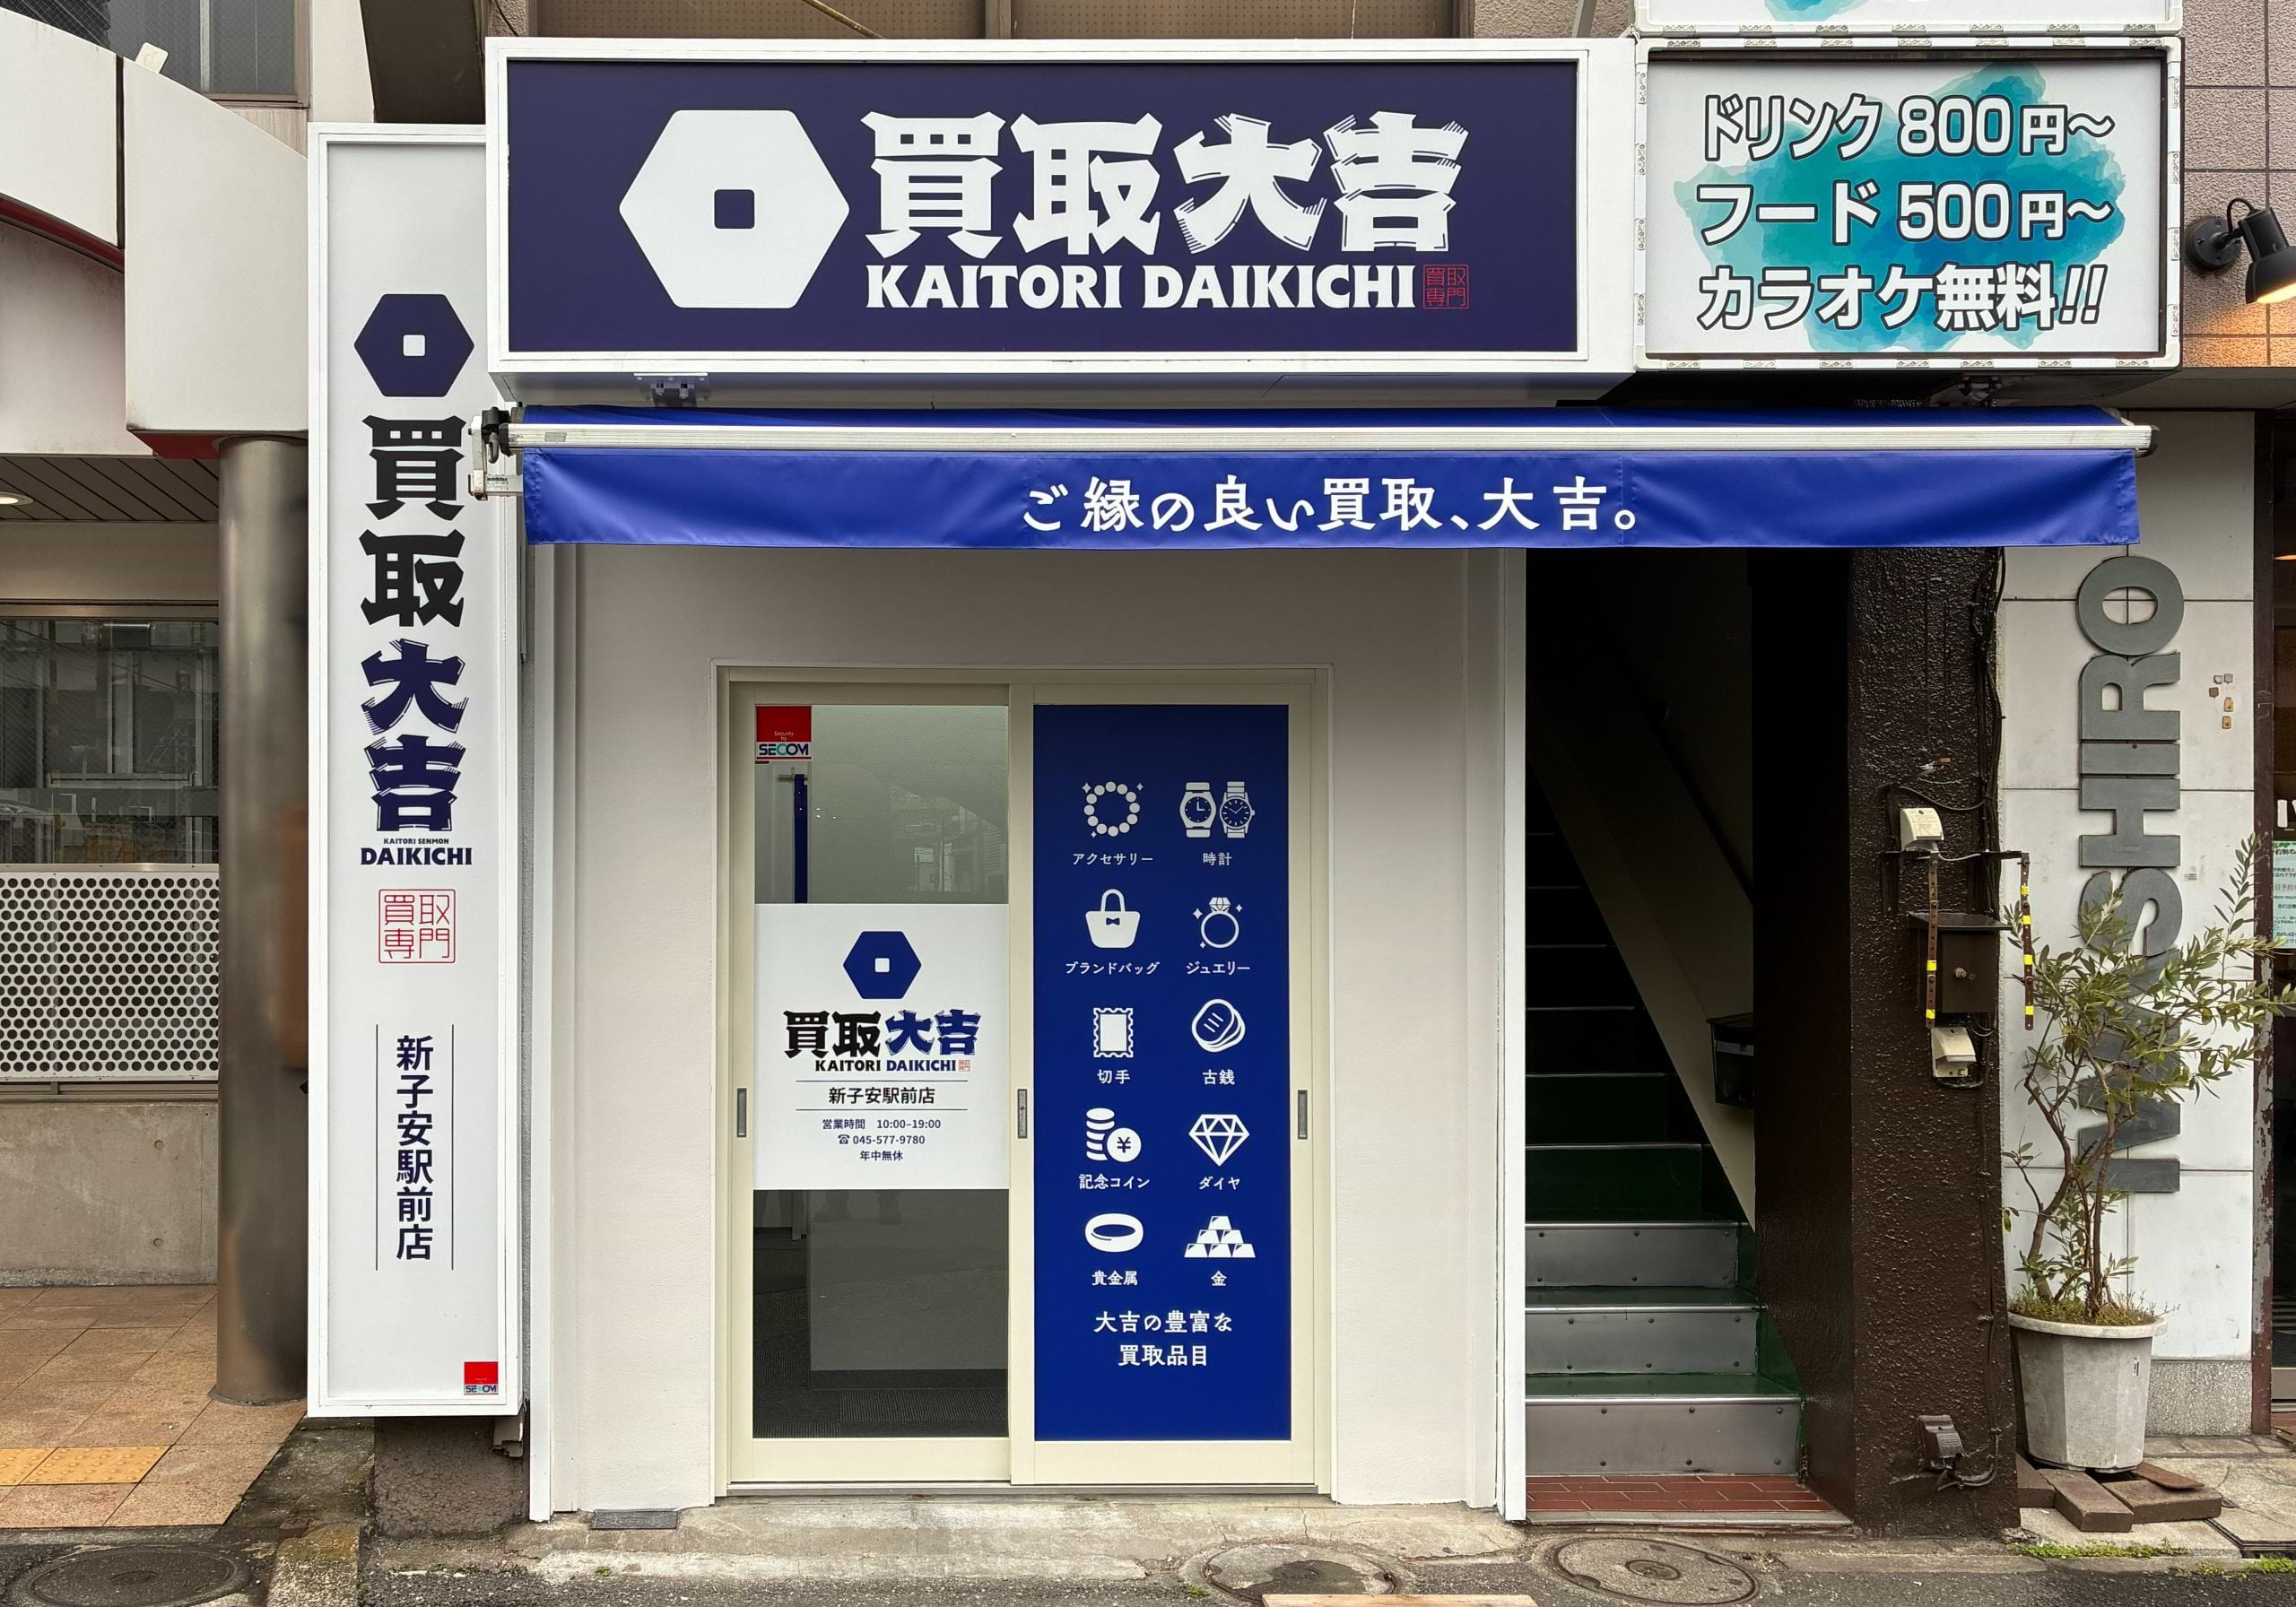 買取大吉
KAITORI DAIKICHI
買取
専門
ドリンク 800円〜
フード 500円〜
カラオケ無料!!
ご縁の良い買取、大吉。
買取大吉
KAITORI SENMON
DAIKICHI
買取
専門
新子安駅前店
Security
by
SECOM
SECOM
買取大吉
KAITORI DAIKICHI
新子安駅前店
営業時間 10:00–19:00
☎045-577-9780
年中無休
アクセサリー 時計
ブランドバッグ ジュエリー
切手 古銭
記念コイン ダイヤ
貴金属 金
大吉の豊富な
買取品目
IWASHIRO